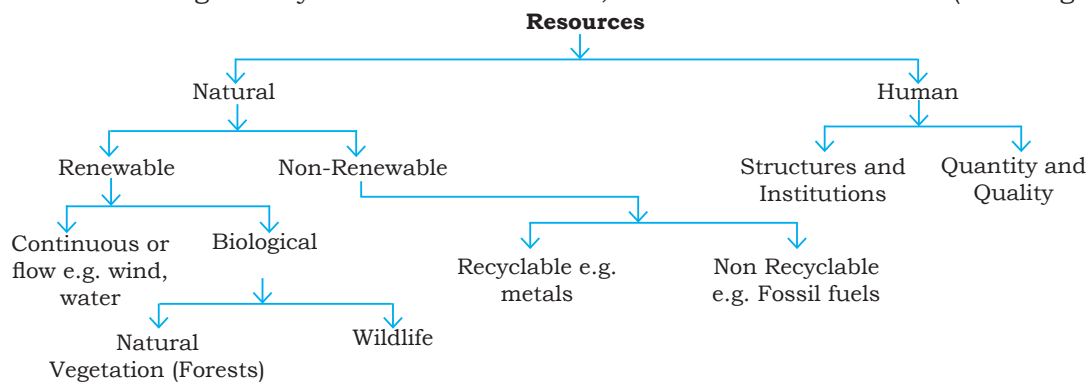 Resources
Natural
Human
Renewable
Non-Renewable
Structures and
Institutions
Quantity and
Quality
Continuous or
flow e.g. wind,
water
Biological
Recyclable e.g.
metals
Non Recyclable
e.g. Fossil fuels
Natural
Vegetation (Forests)
Wildlife